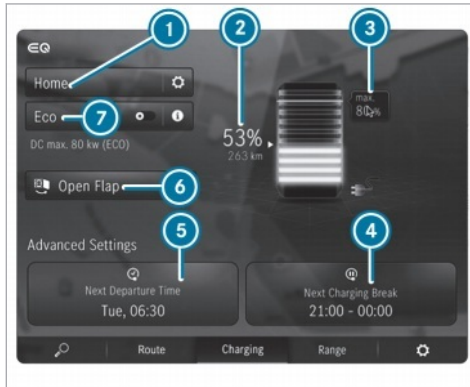 1
2
3
EQ
Home
max.
80%
Eco
7
53%
263 km
DC max. 80 kw (ECO)
Open Flap
6
5
4
Advanced Settings
Next Departure Time
Tue, 06:30
Next Charging Break
21:00 - 00:00
Route
Charging
Range